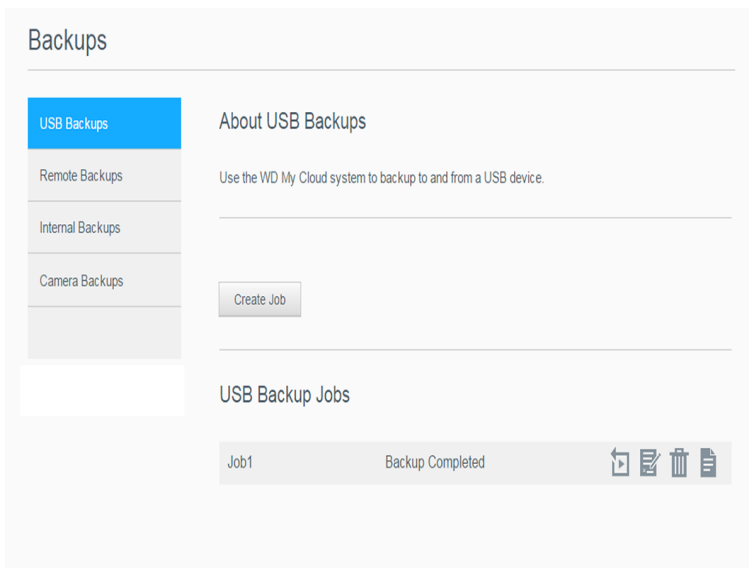 Backups
USB Backups
Remote Backups
Internal Backups
Camera Backups
About USB Backups
Use the WD My Cloud system to backup to and from a USB device.
Create Job
USB Backup Jobs
Job1 Backup Completed